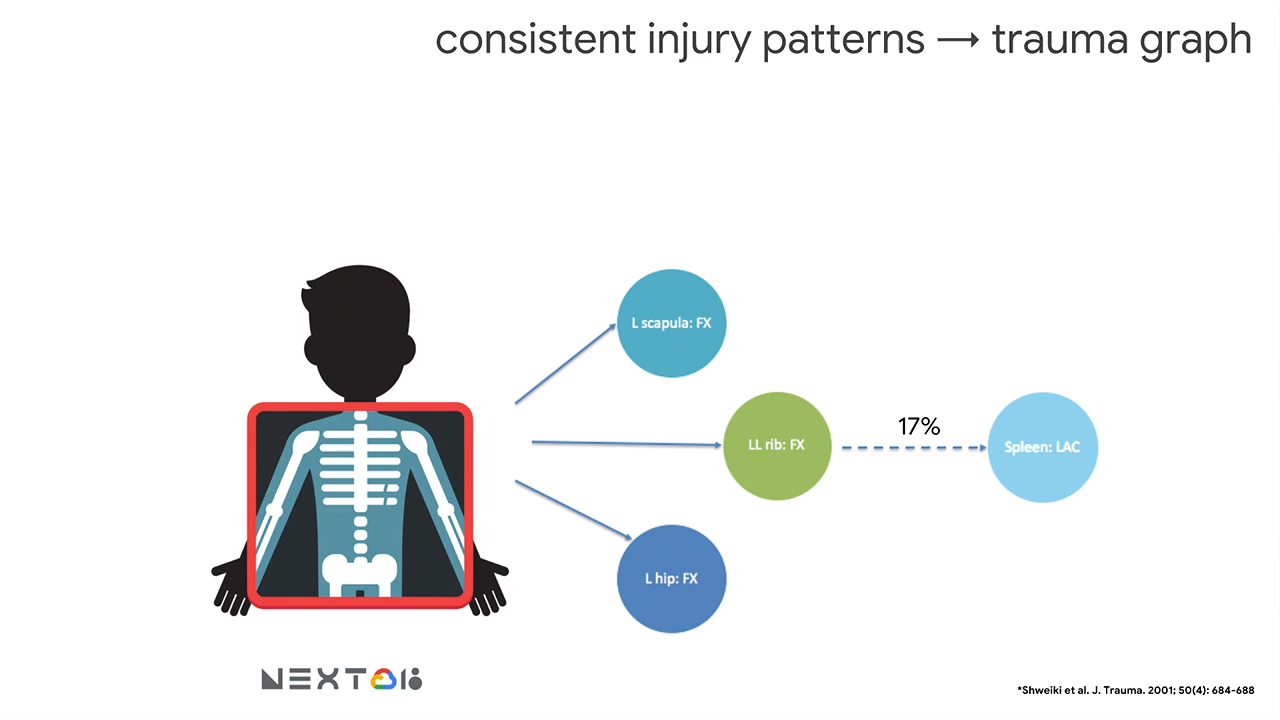 consistent injury patterns → trauma graph
L scapula: FX
LL rib: FX
17%
Spleen: LAC
L hip: FX
NEXT 18
*Shweiki et al. J. Trauma. 2001; 50(4): 684-688